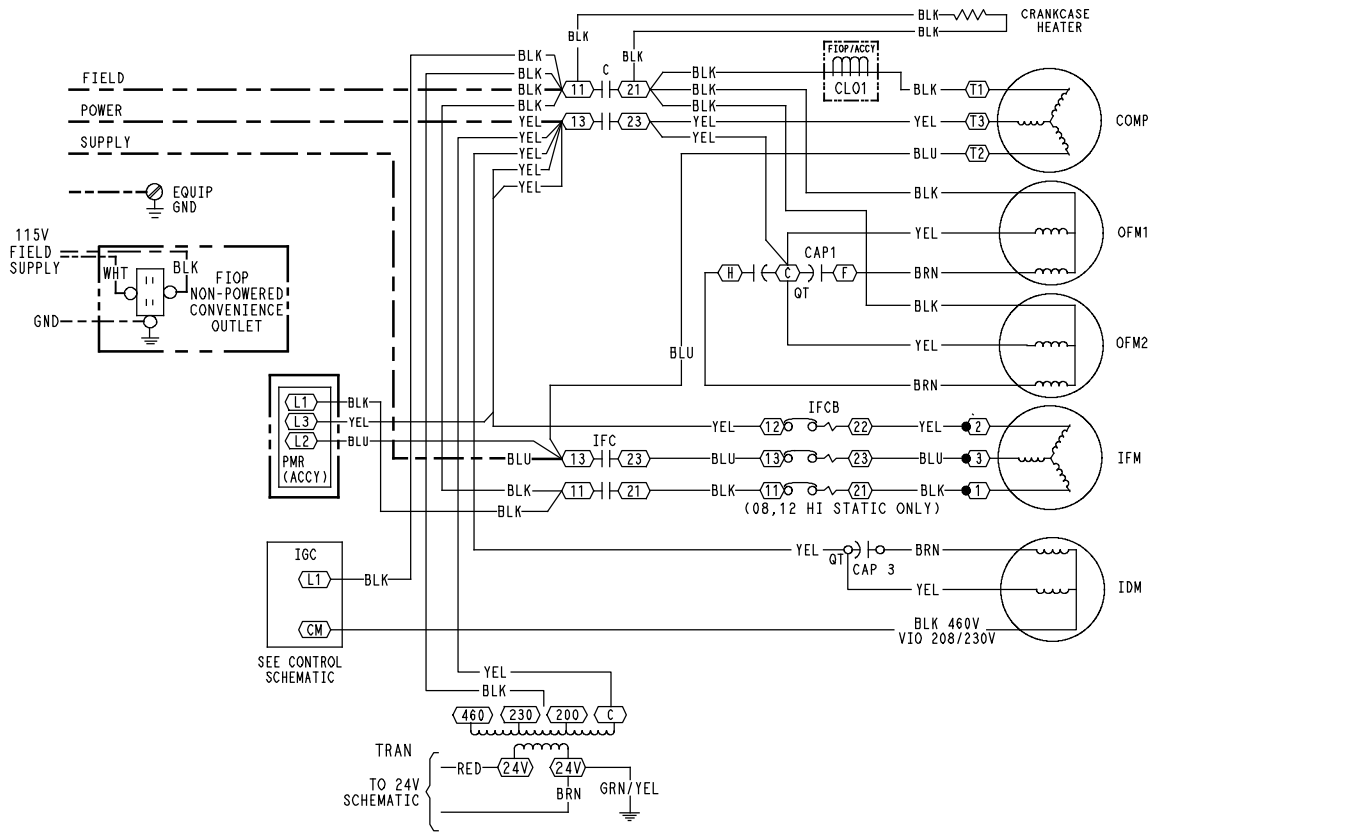 BLK
CRANKCASE
HEATER
BLK
BLK
BLK
FIOP/ACCY
CLO1
FIELD
BLK
BLK
BLK
BLK
11
C
21
BLK
BLK
BLK
BLK
T1
POWER
YEL
YEL
YEL
YEL
YEL
13
23
YEL
YEL
YEL
T3
COMP
SUPPLY
BLU
T2
EQUIP
GND
BLK
OFM1
YEL
115V
FIELD
SUPPLY
WHT
BLK
FIOP
NON-POWERED
CONVENIENCE
OUTLET
GND
H
C
CAP1
F
QT
BRN
BLK
YEL
OFM2
BLU
BRN
L1
BLK
L3
YEL
L2
BLU
PMR
(ACCY)
IFCB
YEL
12
22
YEL
2
BLU
13
IFC
23
BLU
13
23
BLU
3
IFM
BLK
11
21
BLK
11
21
BLK
1
BLK
(08,12 HI STATIC ONLY)
IGC
L1
BLK
CM
SEE CONTROL
SCHEMATIC
YEL
QT
CAP 3
BRN
YEL
IDM
BLK 460V
VIO 208/230V
YEL
BLK
460
230
200
C
TRAN
RED
24V
24V
GRN/YEL
BRN
TO 24V
SCHEMATIC